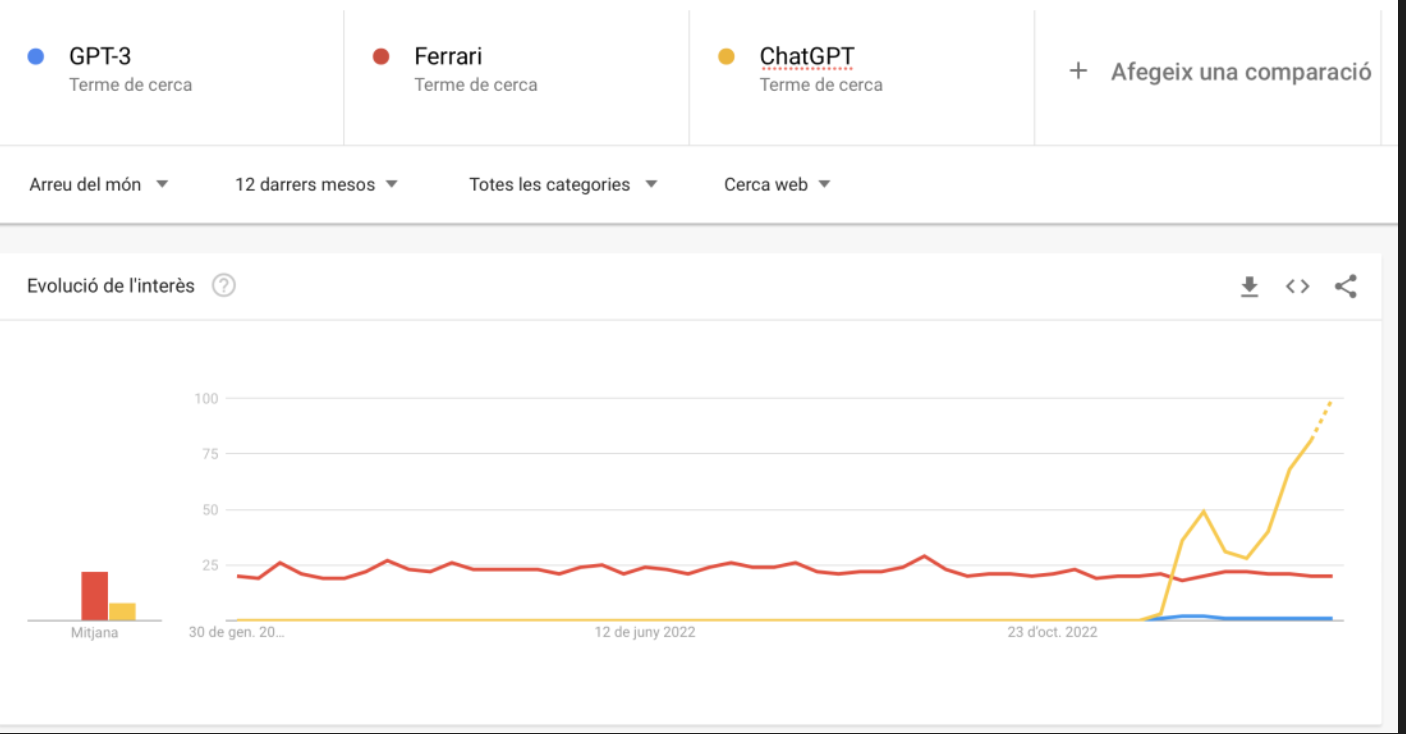 GPT-3
Terme de cerca
Ferrari
Terme de cerca
ChatGPT
Terme de cerca
+ Afegeix una comparació
Arreu del món
12 darrers mesos
Totes les categories
Cerca web
Evolució de l'interès
?
100
75
50
25
Mitjana
30 de gen. 20...
12 de juny 2022
23 d'oct. 2022